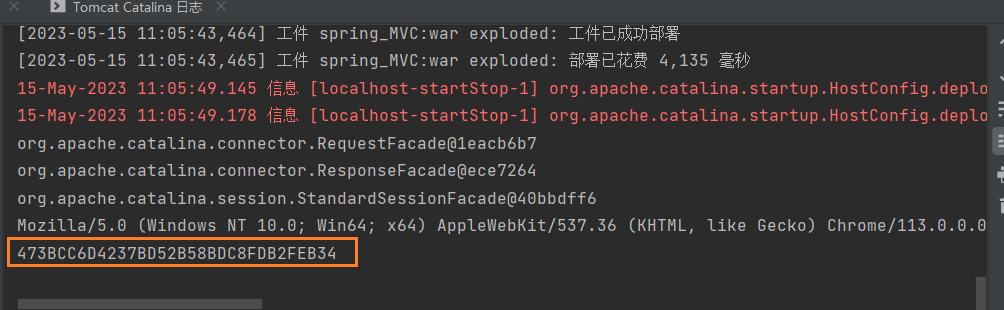 Tomcat Catalina 日志
[2023-05-15 11:05:43,464] 工件 spring_MVC:war exploded: 工件已成功部署
[2023-05-15 11:05:43,465] 工件 spring_MVC:war exploded: 部署已花费 4,135 毫秒
15-May-2023 11:05:49.145 信息 [localhost-startStop-1] org.apache.catalina.startup.HostConfig.deplo
15-May-2023 11:05:49.178 信息 [localhost-startStop-1] org.apache.catalina.startup.HostConfig.deplo
org.apache.catalina.connector.RequestFacade@1eacb6b7
org.apache.catalina.connector.ResponseFacade@ece7264
org.apache.catalina.session.StandardSessionFacade@40bbdff6
Mozilla/5.0 (Windows NT 10.0; Win64; x64) AppleWebKit/537.36 (KHTML, like Gecko) Chrome/113.0.0.0
473BCC6D4237BD52B58BDC8FDB2FEB34